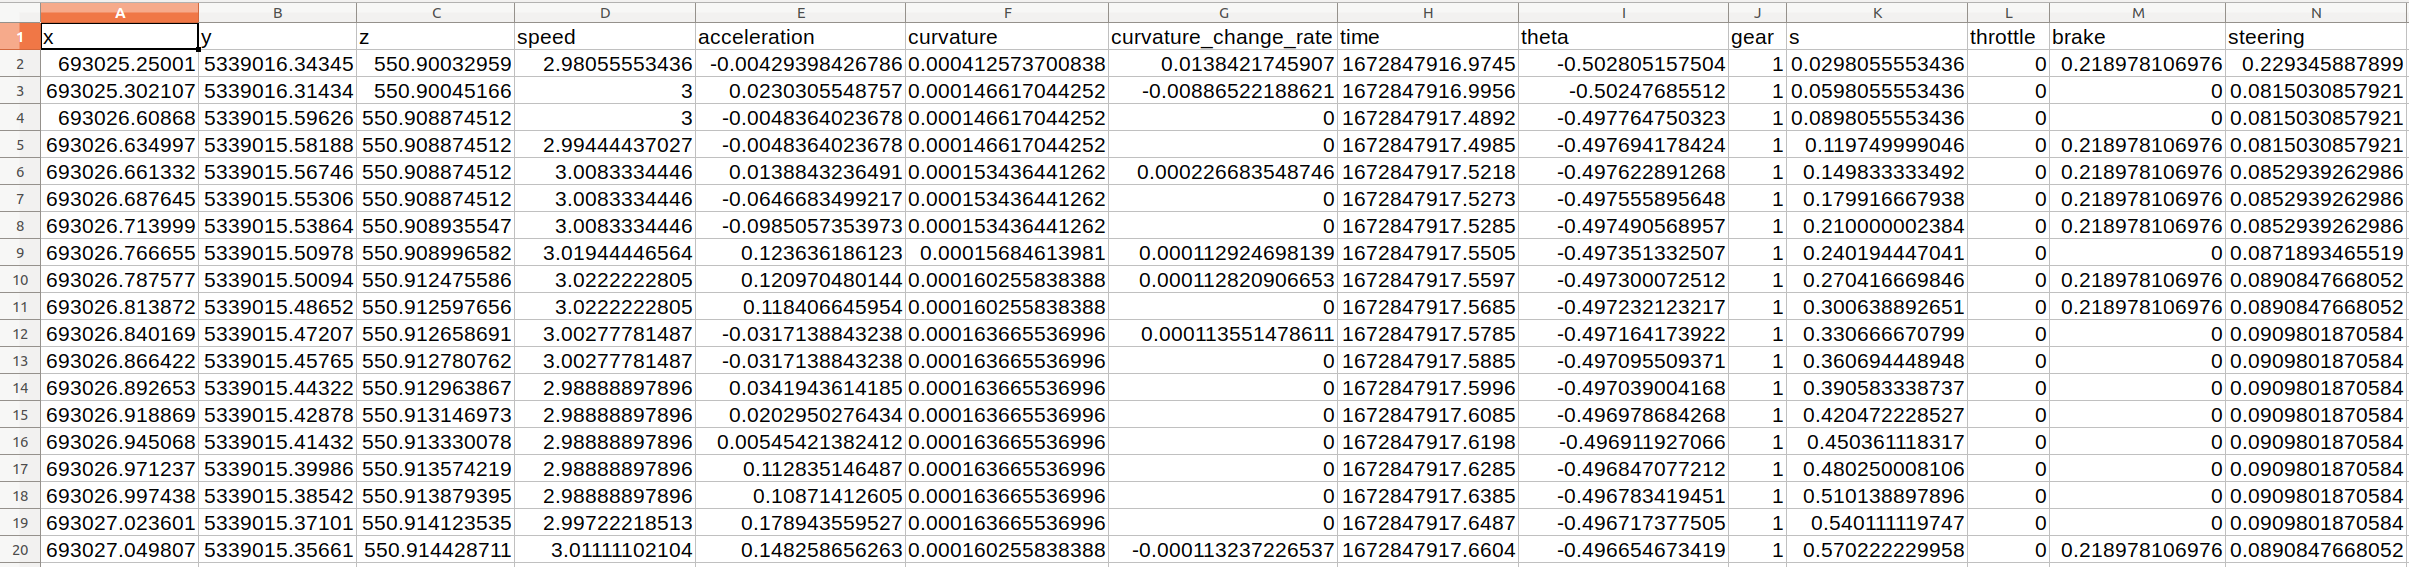 A B C D E F G H I J K L M N
1 x y z speed acceleration curvature curvature_change_rate time theta gear s throttle brake steering
2 693025.25001 5339016.34345 550.90032959 2.98055553436 -0.00429398426786 0.000412573700838 0.0138421745907 1672847916.9745 -0.502805157504 1 0.0298055553436 0 0.218978106976 0.229345887899
3 693025.302107 5339016.31434 550.90045166 3 0.0230305548757 0.000146617044252 -0.00886522188621 1672847916.9956 -0.50247685512 1 0.0598055553436 0 0 0.0815030857921
4 693026.60868 5339015.59626 550.908874512 3 -0.0048364023678 0.000146617044252 0 1672847917.4892 -0.497764750323 1 0.0898055553436 0 0 0.0815030857921
5 693026.634997 5339015.58188 550.908874512 2.99444437027 -0.0048364023678 0.000146617044252 0 1672847917.4985 -0.497694178424 1 0.119749999046 0 0.218978106976 0.0815030857921
6 693026.661332 5339015.56746 550.908874512 3.0083334446 0.0138843236491 0.000153436441262 0.000226683548746 1672847917.5218 -0.497622891268 1 0.149833333492 0 0.218978106976 0.0852939262986
7 693026.687645 5339015.55306 550.908874512 3.0083334446 -0.0646683499217 0.000153436441262 0 1672847917.5273 -0.497555895648 1 0.179916667938 0 0.218978106976 0.0852939262986
8 693026.713999 5339015.53864 550.908935547 3.0083334446 -0.0985057353973 0.000153436441262 0 1672847917.5285 -0.497490568957 1 0.210000002384 0 0.218978106976 0.0852939262986
9 693026.766655 5339015.50978 550.908996582 3.01944446564 0.123636186123 0.00015684613981 0.000112924698139 1672847917.5505 -0.497351332507 1 0.240194447041 0 0 0.0871893465519
10 693026.787577 5339015.50094 550.912475586 3.0222222805 0.120970480144 0.000160255838388 0.000112820906653 1672847917.5597 -0.497300072512 1 0.270416669846 0 0.218978106976 0.0890847668052
11 693026.813872 5339015.48652 550.912597656 3.0222222805 0.118406645954 0.000160255838388 0 1672847917.5685 -0.497232123217 1 0.300638892651 0 0.218978106976 0.0890847668052
12 693026.840169 5339015.47207 550.912658691 3.00277781487 -0.0317138843238 0.000163665536996 0.000113551478611 1672847917.5785 -0.497164173922 1 0.330666670799 0 0 0.0909801870584
13 693026.866422 5339015.45765 550.912780762 3.00277781487 -0.0317138843238 0.000163665536996 0 1672847917.5885 -0.497095509371 1 0.360694448948 0 0 0.0909801870584
14 693026.892653 5339015.44322 550.912963867 2.98888897896 0.0341943614185 0.000163665536996 0 1672847917.5996 -0.497039004168 1 0.390583338737 0 0 0.0909801870584
15 693026.918869 5339015.42878 550.913146973 2.98888897896 0.0202950276434 0.000163665536996 0 1672847917.6085 -0.496978684268 1 0.420472228527 0 0 0.0909801870584
16 693026.945068 5339015.41432 550.913330078 2.98888897896 0.00545421382412 0.000163665536996 0 1672847917.6198 -0.496911927066 1 0.450361118317 0 0 0.0909801870584
17 693026.971237 5339015.39986 550.913574219 2.98888897896 0.112835146487 0.000163665536996 0 1672847917.6285 -0.496847077212 1 0.480250008106 0 0 0.0909801870584
18 693026.997438 5339015.38542 550.913879395 2.98888897896 0.10871412605 0.000163665536996 0 1672847917.6385 -0.496783419451 1 0.510138897896 0 0 0.0909801870584
19 693027.023601 5339015.37101 550.914123535 2.99722218513 0.178943559527 0.000163665536996 0 1672847917.6487 -0.496717377505 1 0.540111119747 0 0 0.0909801870584
20 693027.049807 5339015.35661 550.914428711 3.01111102104 0.148258656263 0.000160255838388 -0.000113237226537 1672847917.6604 -0.496654673419 1 0.570222229958 0 0.218978106976 0.0890847668052